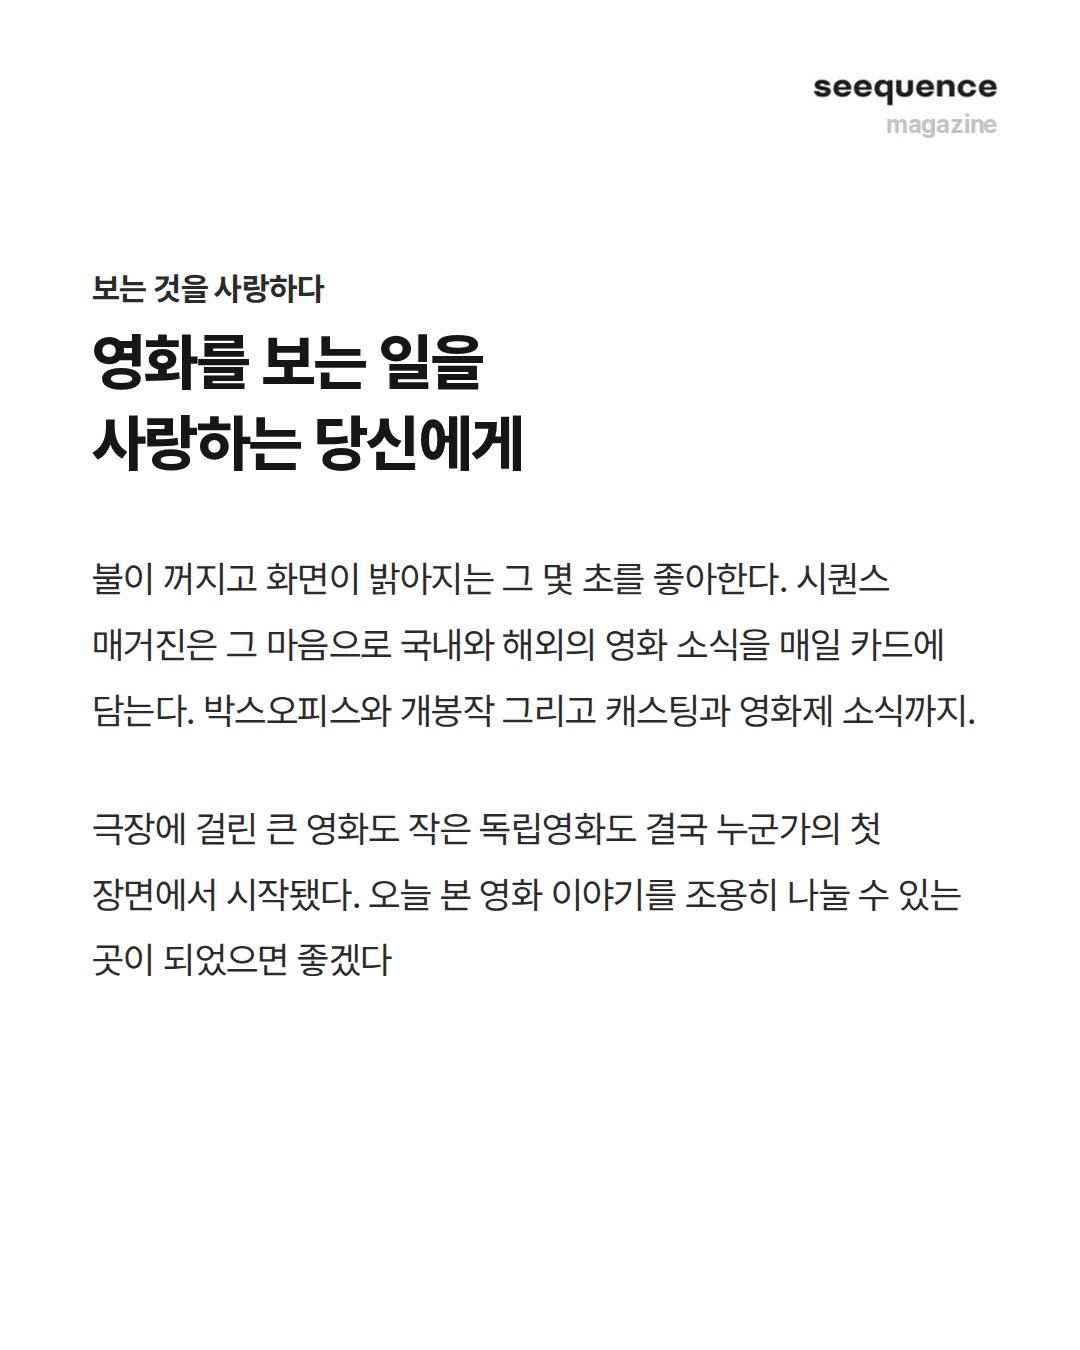 seequence
magazine
보는 것을 사랑하다
영화를 보는 일을
사랑하는 당신에게
불이 꺼지고 화면이 밝아지는 그 몇 초를 좋아한다. 시퀀스
매거진은 그 마음으로 국내와 해외의 영화 소식을 매일 카드에
담는다. 박스오피스와 개봉작 그리고 캐스팅과 영화제 소식까지.
극장에 걸린 큰 영화도 작은 독립영화도 결국 누군가의 첫
장면에서 시작됐다. 오늘 본 영화 이야기를 조용히 나눌 수 있는
곳이 되었으면 좋겠다